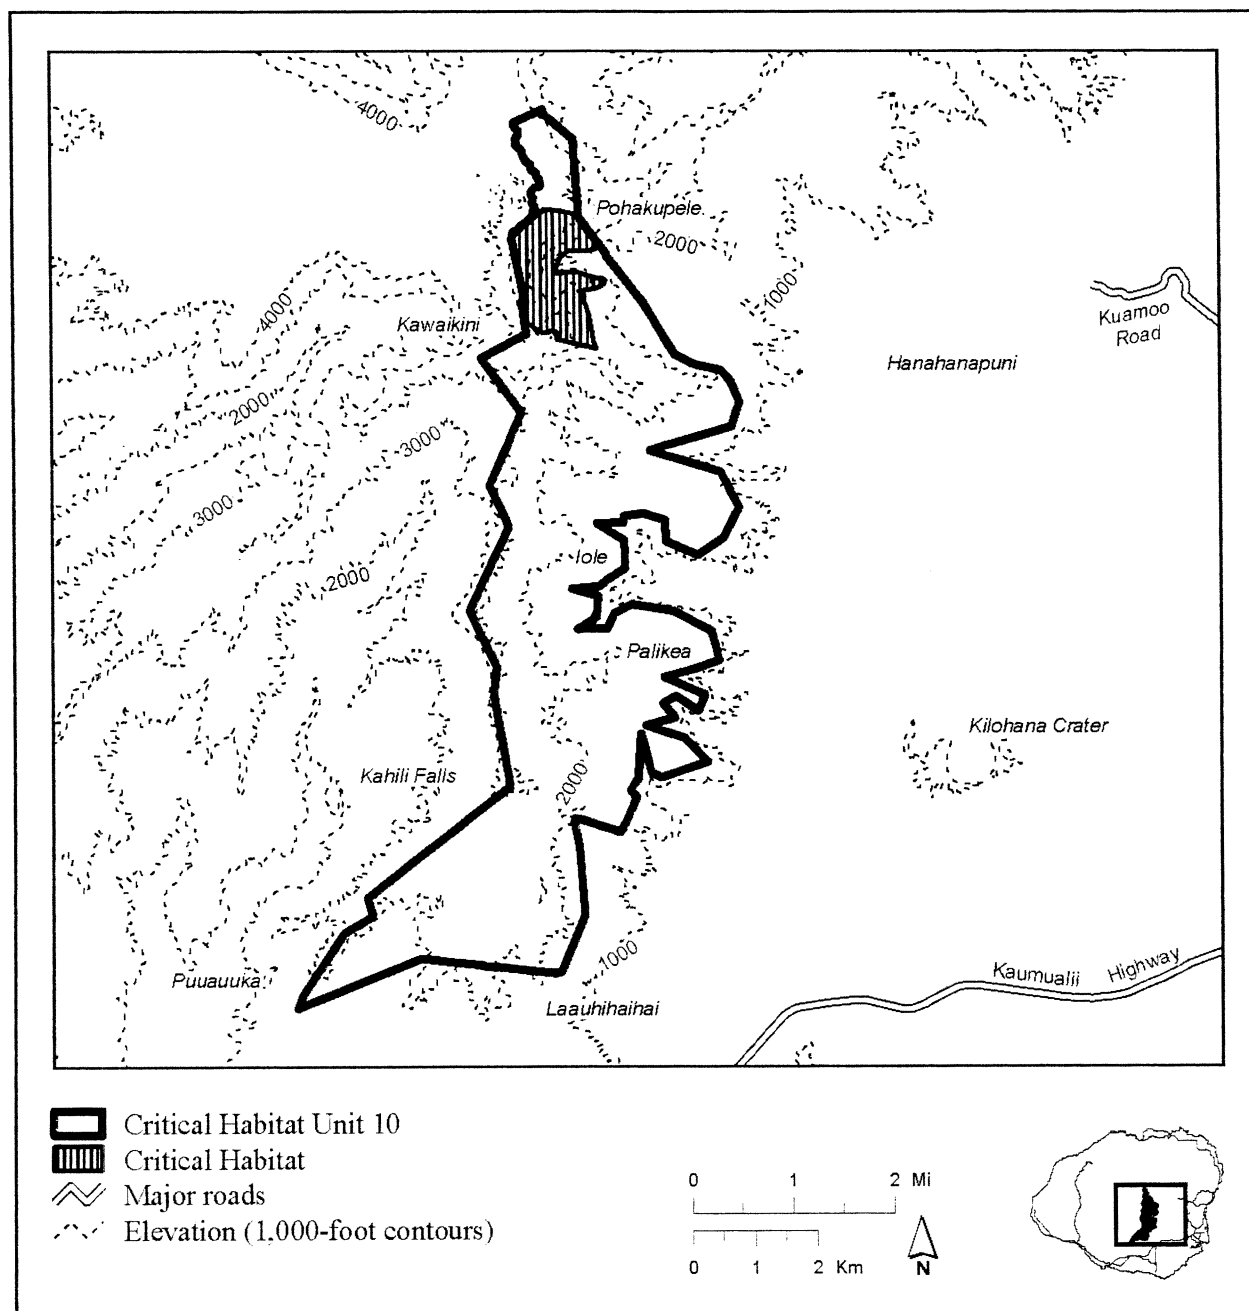 4000
Pohakupele
2000
1000
4000
Kawaikini
Kuamoo
Road
Hanahanapuni
2000
3000
3000
Iole
2000
Palikea
Kilohana Crater
Kahili Falls
2000
1000
Puuauuka
Laauhihaihai
Kaumualii Highway
Critical Habitat Unit 10
Critical Habitat
Major roads
Elevation (1,000-foot contours)
0 1 2 Mi
0 1 2 Km
N